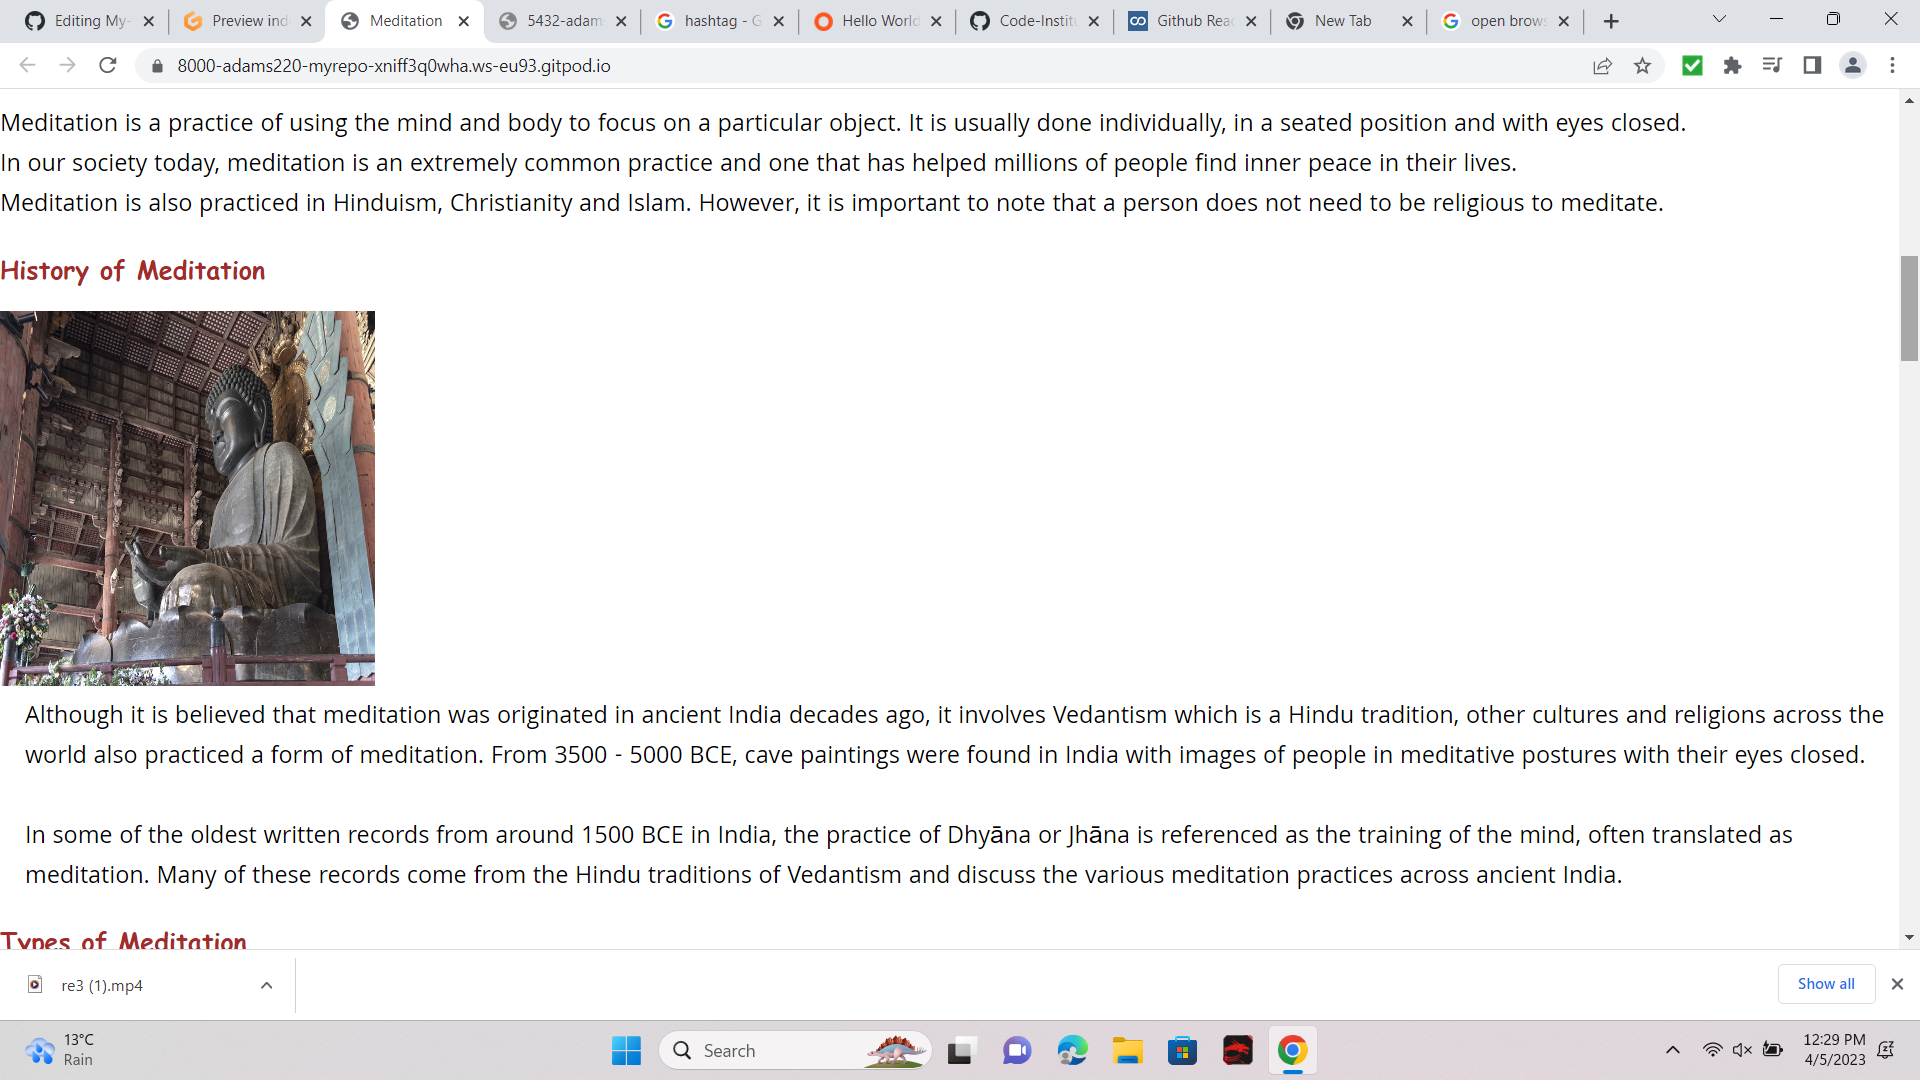 Editing My-
Preview ind
Meditation
5432-adam
hashtag - G
Hello World
Code-Institu
Github Rea
New Tab
open brows
8000-adams220-myrepo-xniff3q0wha.ws-eu93.gitpod.io
Meditation is a practice of using the mind and body to focus on a particular object. It is usually done individually, in a seated position and with eyes closed.
In our society today, meditation is an extremely common practice and one that has helped millions of people find inner peace in their lives.
Meditation is also practiced in Hinduism, Christianity and Islam. However, it is important to note that a person does not need to be religious to meditate.
History of Meditation
Although it is believed that meditation was originated in ancient India decades ago, it involves Vedantism which is a Hindu tradition, other cultures and religions across the
world also practiced a form of meditation. From 3500 - 5000 BCE, cave paintings were found in India with images of people in meditative postures with their eyes closed.
In some of the oldest written records from around 1500 BCE in India, the practice of Dhyāna or Jhāna is referenced as the training of the mind, often translated as
meditation. Many of these records come from the Hindu traditions of Vedantism and discuss the various meditation practices across ancient India.
Types of Meditation
re3 (1).mp4
Show all
13°C
Rain
Search
12:29 PM
4/5/2023